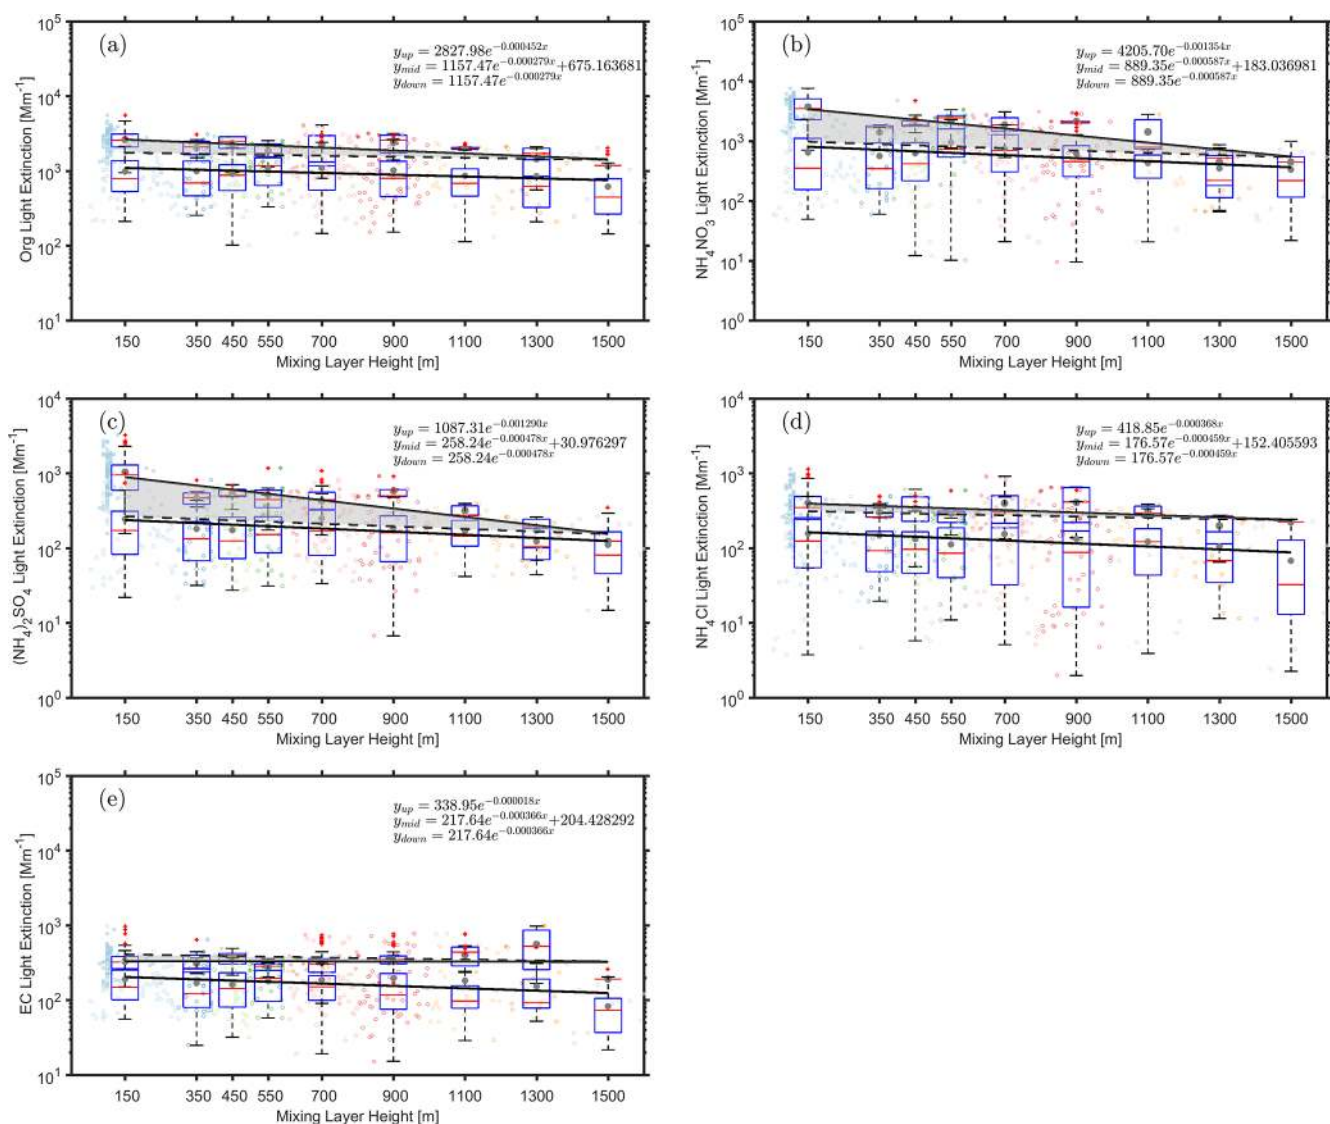 (a)
y_up = 2827.98e^{-0.000452x}
y_mid = 1157.47e^{-0.000279x}+675.163681
y_down = 1157.47e^{-0.000279x}
Org Light Extinction [Mm^{-1}]
10^5
10^4
10^3
10^2
10^1
150 350 450 550 700 900 1100 1300 1500
Mixing Layer Height [m]
(b)
y_up = 4205.70e^{-0.001354x}
y_mid = 889.35e^{-0.000587x}+183.036981
y_down = 889.35e^{-0.000587x}
NH_4NO_3 Light Extinction [Mm^{-1}]
10^5
10^4
10^3
10^2
10^1
10^0
150 350 450 550 700 900 1100 1300 1500
Mixing Layer Height [m]
(c)
y_up = 1087.31e^{-0.001290x}
y_mid = 258.24e^{-0.000478x}+30.976297
y_down = 258.24e^{-0.000478x}
(NH_4)_2SO_4 Light Extinction [Mm^{-1}]
10^4
10^3
10^2
10^1
10^0
150 350 450 550 700 900 1100 1300 1500
Mixing Layer Height [m]
(d)
y_up = 418.85e^{-0.000368x}
y_mid = 176.57e^{-0.000459x}+152.405593
y_down = 176.57e^{-0.000459x}
NH_4Cl Light Extinction [Mm^{-1}]
10^4
10^3
10^2
10^1
10^0
150 350 450 550 700 900 1100 1300 1500
Mixing Layer Height [m]
(e)
y_up = 338.95e^{-0.000018x}
y_mid = 217.64e^{-0.000366x}+204.428292
y_down = 217.64e^{-0.000366x}
EC Light Extinction [Mm^{-1}]
10^5
10^4
10^3
10^2
10^1
150 350 450 550 700 900 1100 1300 1500
Mixing Layer Height [m]